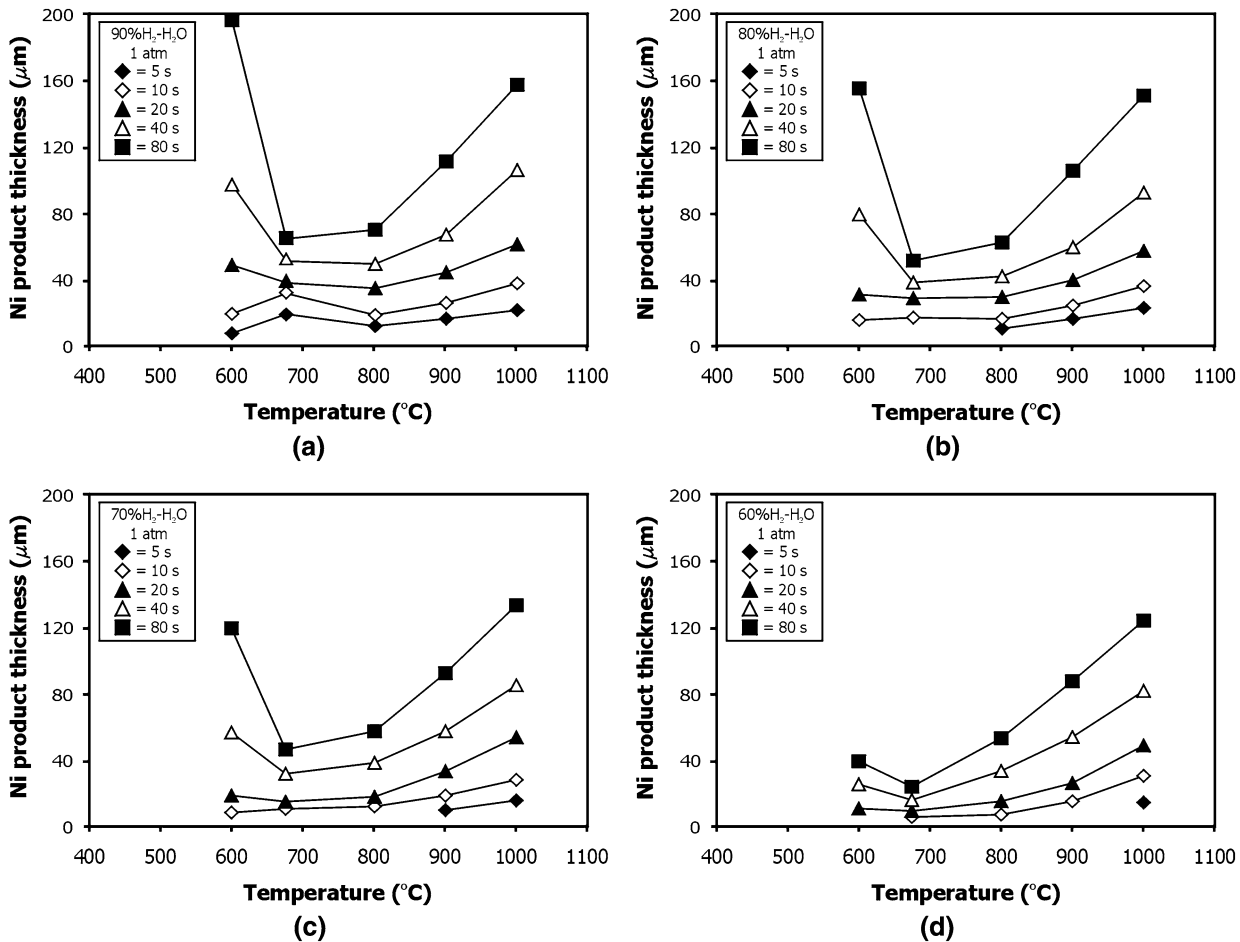 200
160
120
80
40
0
Ni product thickness (μm)
90%H₂-H₂O
1 atm
= 5 s
= 10 s
= 20 s
= 40 s
= 80 s
400 500 600 700 800 900 1000 1100
Temperature (°C)
(a)
200
160
120
80
40
0
Ni product thickness (μm)
80%H₂-H₂O
1 atm
= 5 s
= 10 s
= 20 s
= 40 s
= 80 s
400 500 600 700 800 900 1000 1100
Temperature (°C)
(b)
200
160
120
80
40
0
Ni product thickness (μm)
70%H₂-H₂O
1 atm
= 5 s
= 10 s
= 20 s
= 40 s
= 80 s
400 500 600 700 800 900 1000 1100
Temperature (°C)
(c)
200
160
120
80
40
0
Ni product thickness (μm)
60%H₂-H₂O
1 atm
= 5 s
= 10 s
= 20 s
= 40 s
= 80 s
400 500 600 700 800 900 1000 1100
Temperature (°C)
(d)